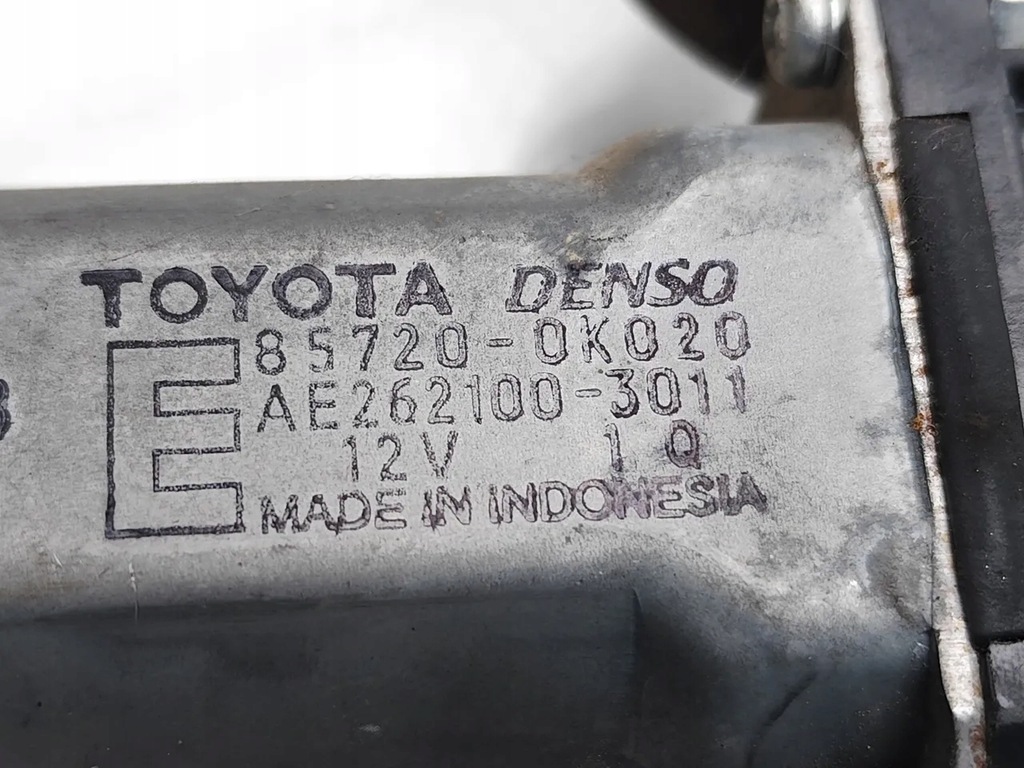 TOYOTA DENSO
E 85720-0K020
AE262100-3011
12V 1Q
MADE IN INDONESIA